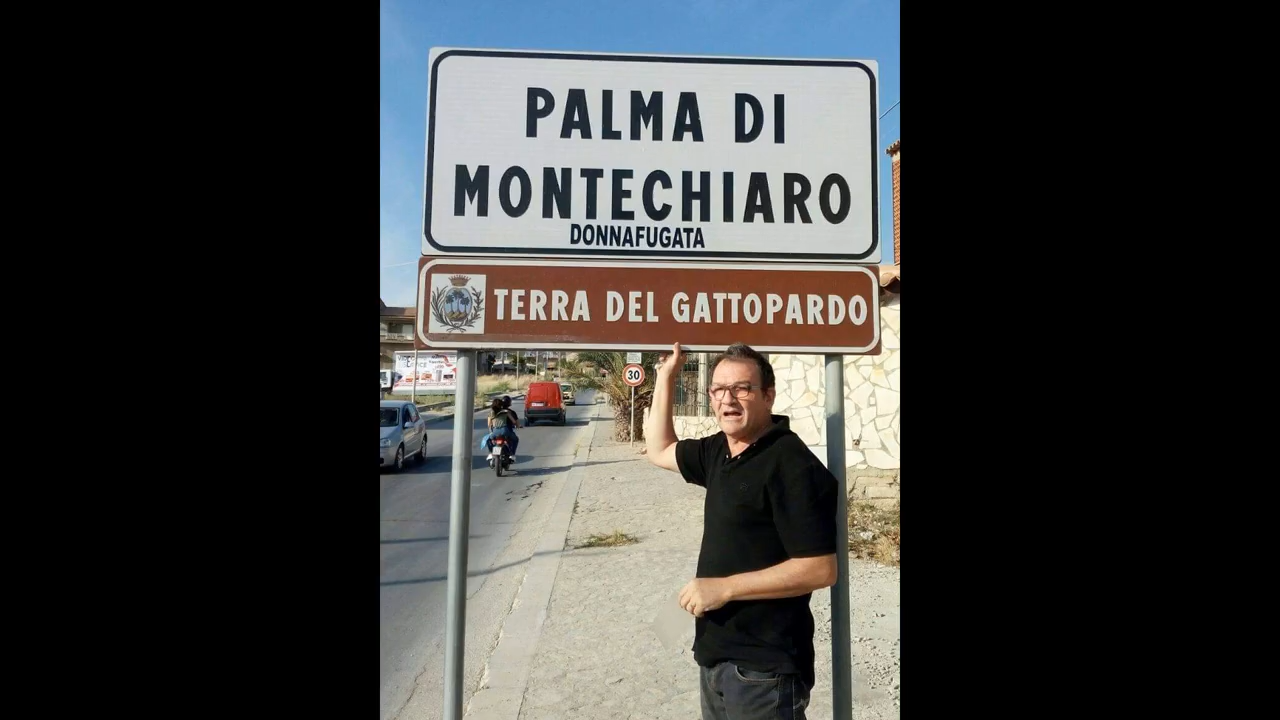 PALMA DI
MONTECHIARO
DONNAFUGATA
TERRA DEL GATTOPARDO
30